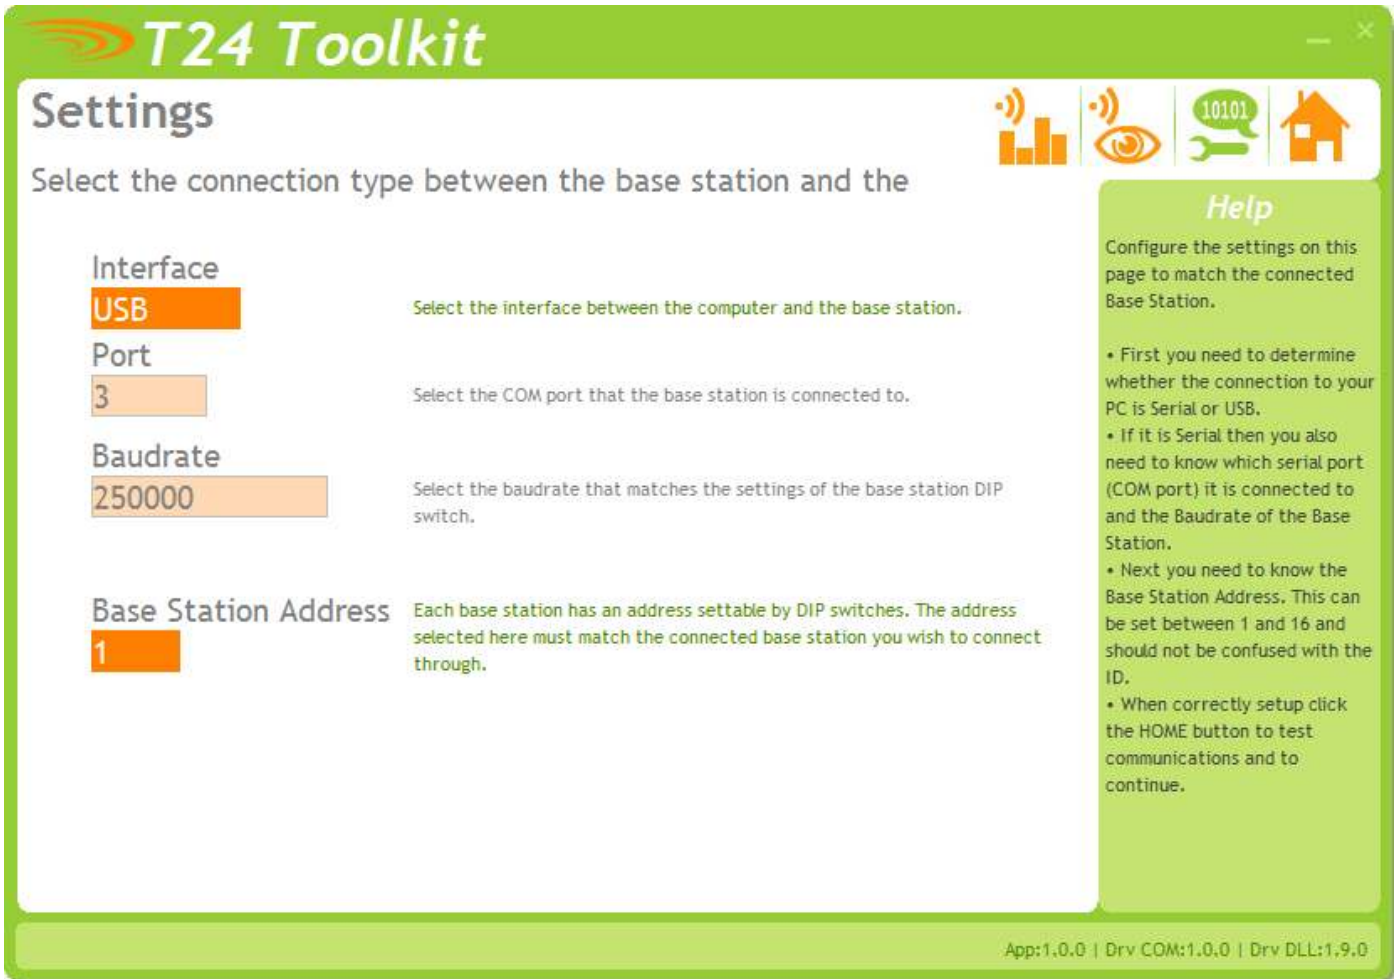 T24 Toolkit
Settings
10101
Select the connection type between the base station and the
Interface
USB
Select the interface between the computer and the base station.
Port
3
Select the COM port that the base station is connected to.
Baudrate
250000
Select the baudrate that matches the settings of the base station DIP
switch.
Base Station Address
1
Each base station has an address settable by DIP switches. The address
selected here must match the connected base station you wish to connect
through.
Help
Configure the settings on this
page to match the connected
Base Station.
• First you need to determine
whether the connection to your
PC is Serial or USB.
• If it is Serial then you also
need to know which serial port
(COM port) it is connected to
and the Baudrate of the Base
Station.
• Next you need to know the
Base Station Address. This can
be set between 1 and 16 and
should not be confused with the
ID.
• When correctly setup click
the HOME button to test
communications and to
continue.
App:1.0.0 | Drv COM:1.0.0 | Drv DLL:1.9.0